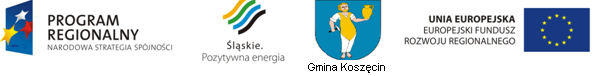 PROGRAM
REGIONALNY
NARODOWA STRATEGIA SPÓJNOŚCI
Śląskie.
Pozytywna energia
Gmina Koszęcin
UNIA EUROPEJSKA
EUROPEJSKI FUNDUSZ
ROZWOJU REGIONALNEGO